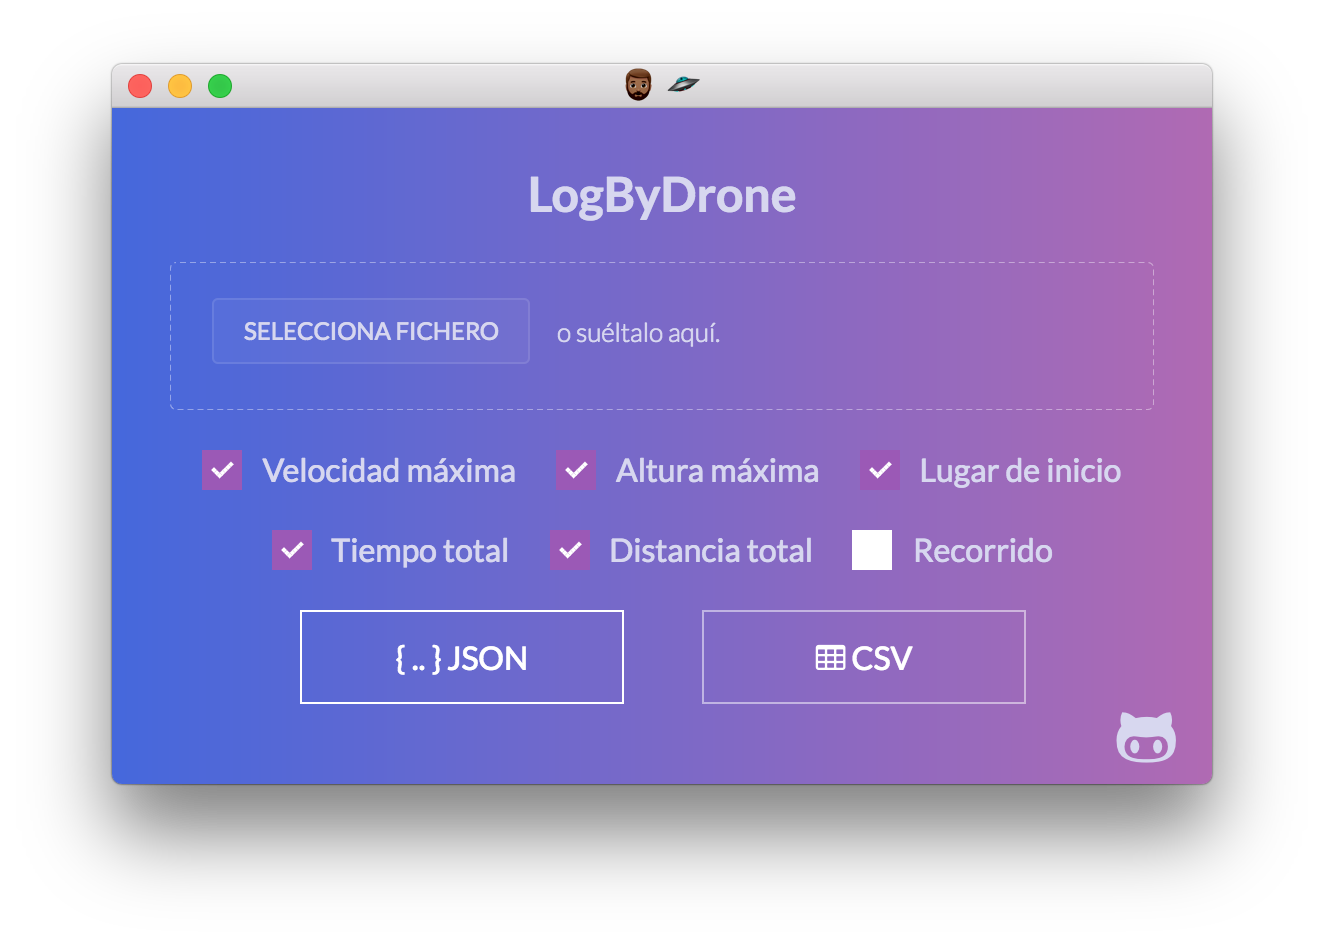 LogByDrone
SELECCIONA FICHERO o suéltalo aquí.
Velocidad máxima Altura máxima Lugar de inicio
Tiempo total Distancia total Recorrido
{ .. } JSON CSV